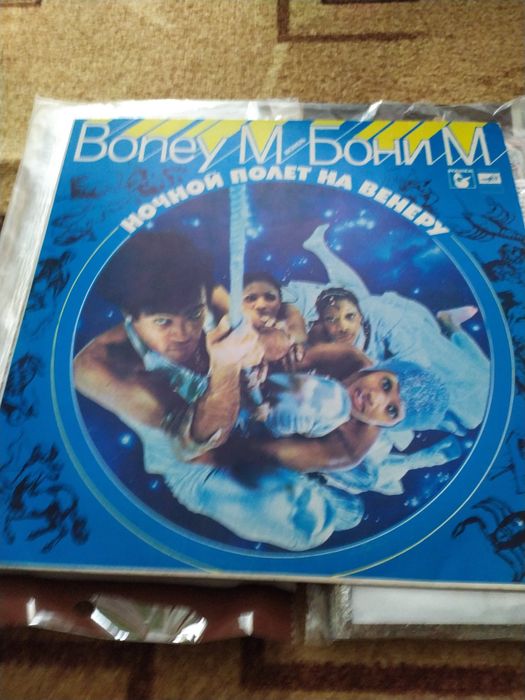 Boney M Бони М
НОЧНОЙ ПОЛЕТ НА ВЕНЕРУ